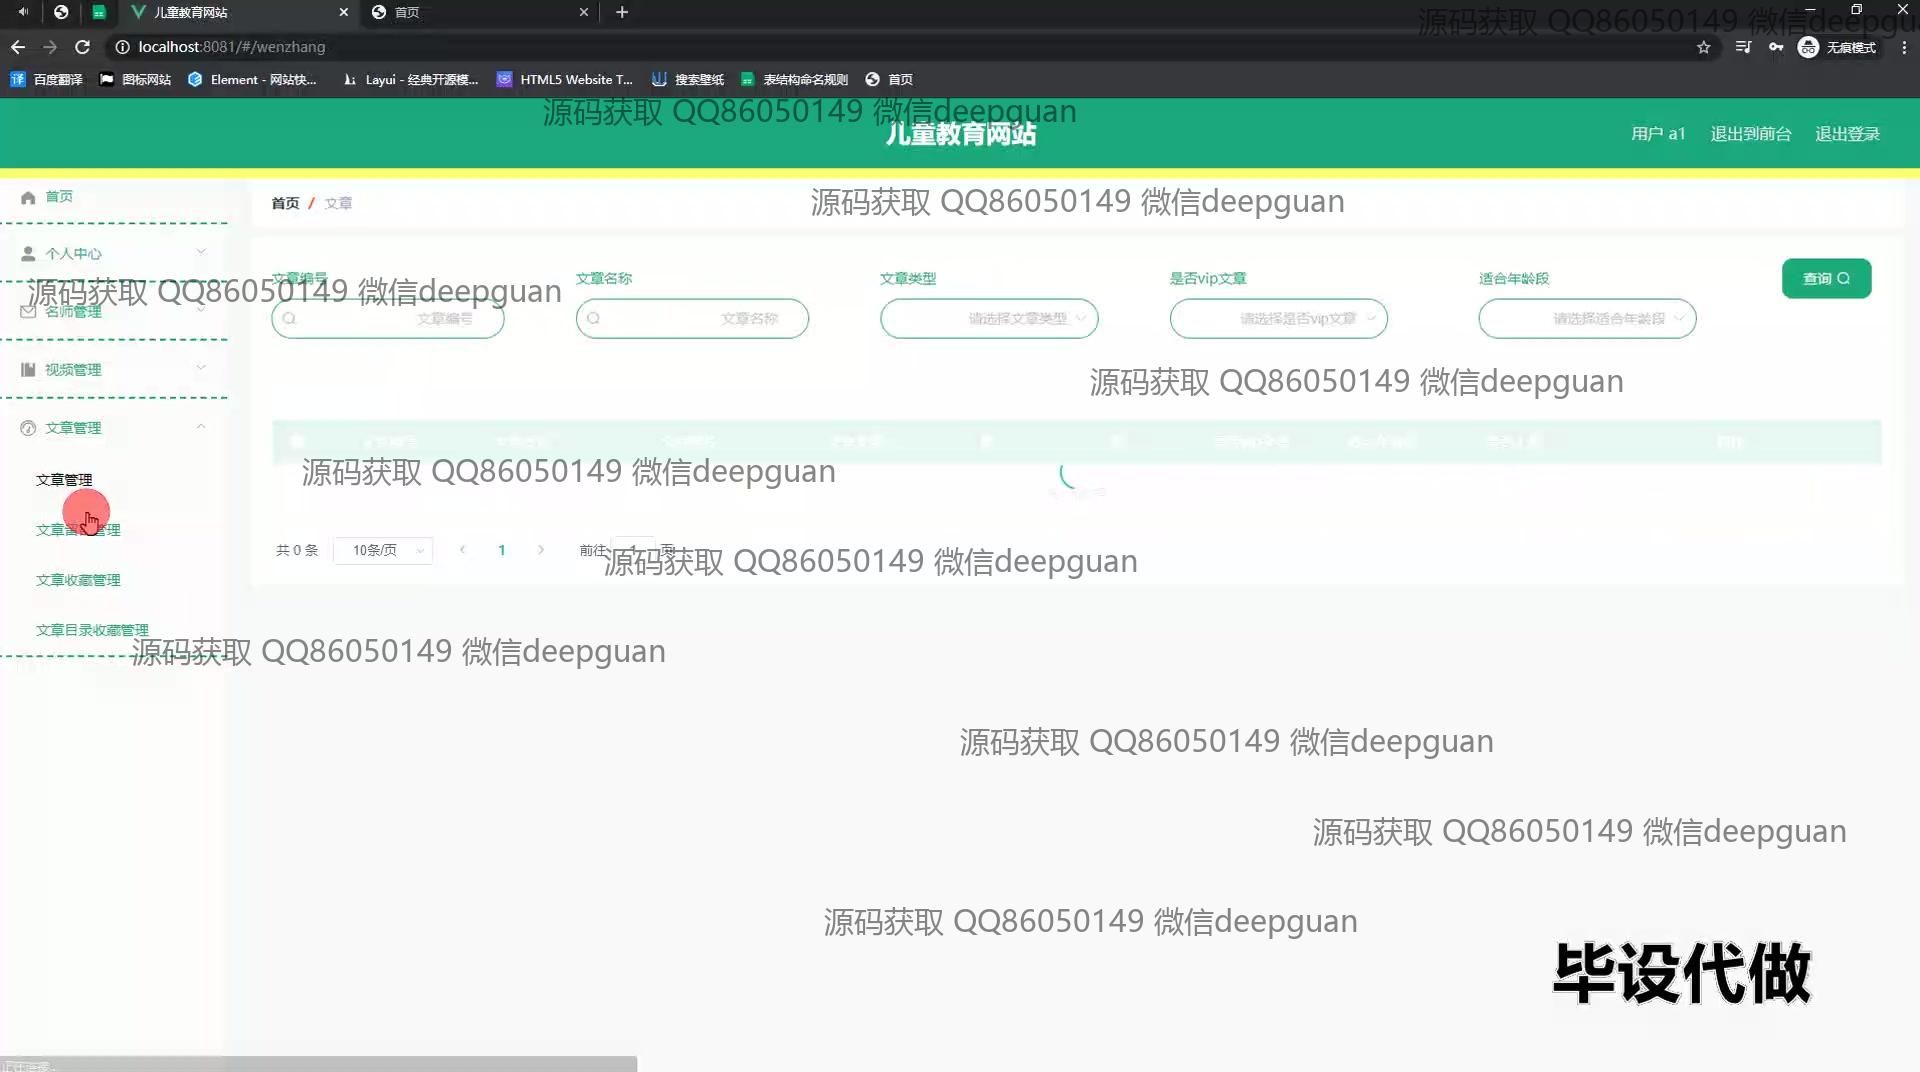 儿童教育网站
首页
localhost:8081/#/wenzhang
无痕模式
百度翻译
图标网站
Element - 网站快...
Layui - 经典开源模...
HTML5 Website T...
搜索壁纸
表结构命名规则
首页
源码获取 QQ86050149 微信deepgu
源码获取 QQ86050149 微信deepguan
儿童教育网站
用户 a1
退出到前台
退出登录
首页
个人中心
名师管理
视频管理
文章管理
文章管理
文章留言管理
文章收藏管理
文章目录收藏管理
首页 / 文章
源码获取 QQ86050149 微信deepguan
源码获取 QQ86050149 微信deepguan
文章编号
文章名称
文章类型
是否vip文章
适合年龄段
查询
文章编号
文章名称
请选择文章类型
请选择是否vip文章
请选择适合年龄段
源码获取 QQ86050149 微信deepguan
源码获取 QQ86050149 微信deepguan
共 0 条
10条/页
1
前往
1
页
源码获取 QQ86050149 微信deepguan
源码获取 QQ86050149 微信deepguan
源码获取 QQ86050149 微信deepguan
源码获取 QQ86050149 微信deepguan
源码获取 QQ86050149 微信deepguan
毕设代做